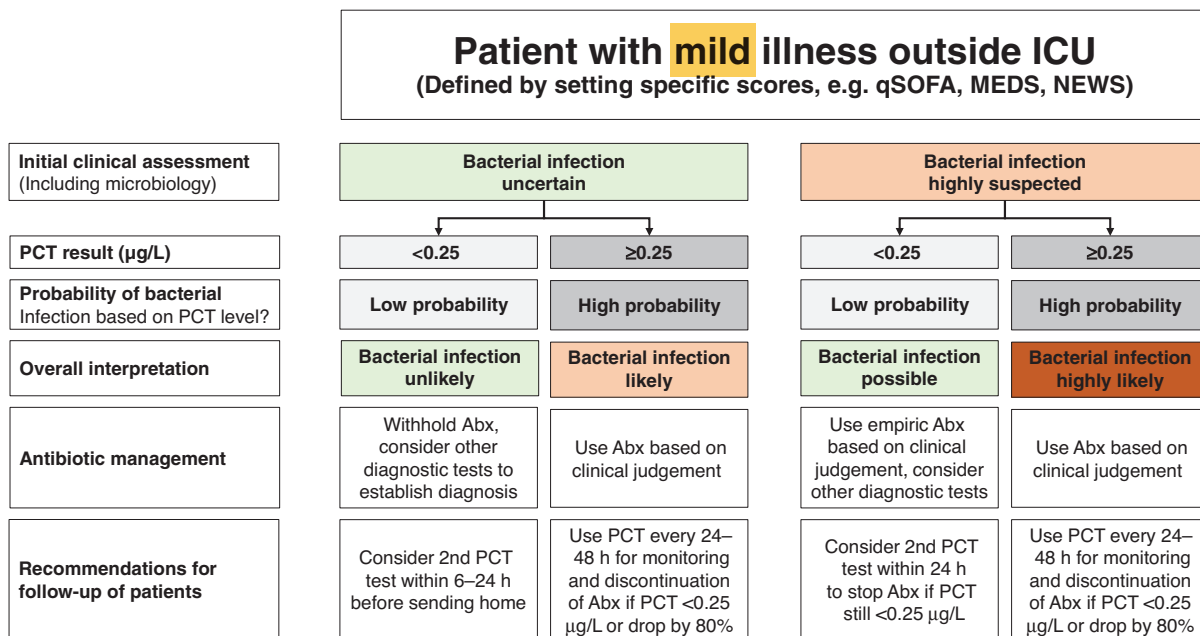 Patient with mild illness outside ICU
(Defined by setting specific scores, e.g. qSOFA, MEDS, NEWS)
Initial clinical assessment
(Including microbiology)
Bacterial infection
uncertain
Bacterial infection
highly suspected
PCT result (µg/L)
<0.25
≥0.25
<0.25
≥0.25
Probability of bacterial
Infection based on PCT level?
Low probability
High probability
Low probability
High probability
Overall interpretation
Bacterial infection
unlikely
Bacterial infection
likely
Bacterial infection
possible
Bacterial infection
highly likely
Antibiotic management
Withhold Abx,
consider other
diagnostic tests to
establish diagnosis
Use Abx based on
clinical judgement
Use empiric Abx
based on clinical
judgement, consider
other diagnostic tests
Use Abx based on
clinical judgement
Recommendations for
follow-up of patients
Consider 2nd PCT
test within 6–24 h
before sending home
Use PCT every 24–
48 h for monitoring
and discontinuation
of Abx if PCT <0.25
µg/L or drop by 80%
Consider 2nd PCT
test within 24 h
to stop Abx if PCT
still <0.25 µg/L
Use PCT every 24–
48 h for monitoring
and discontinuation
of Abx if PCT <0.25
µg/L or drop by 80%